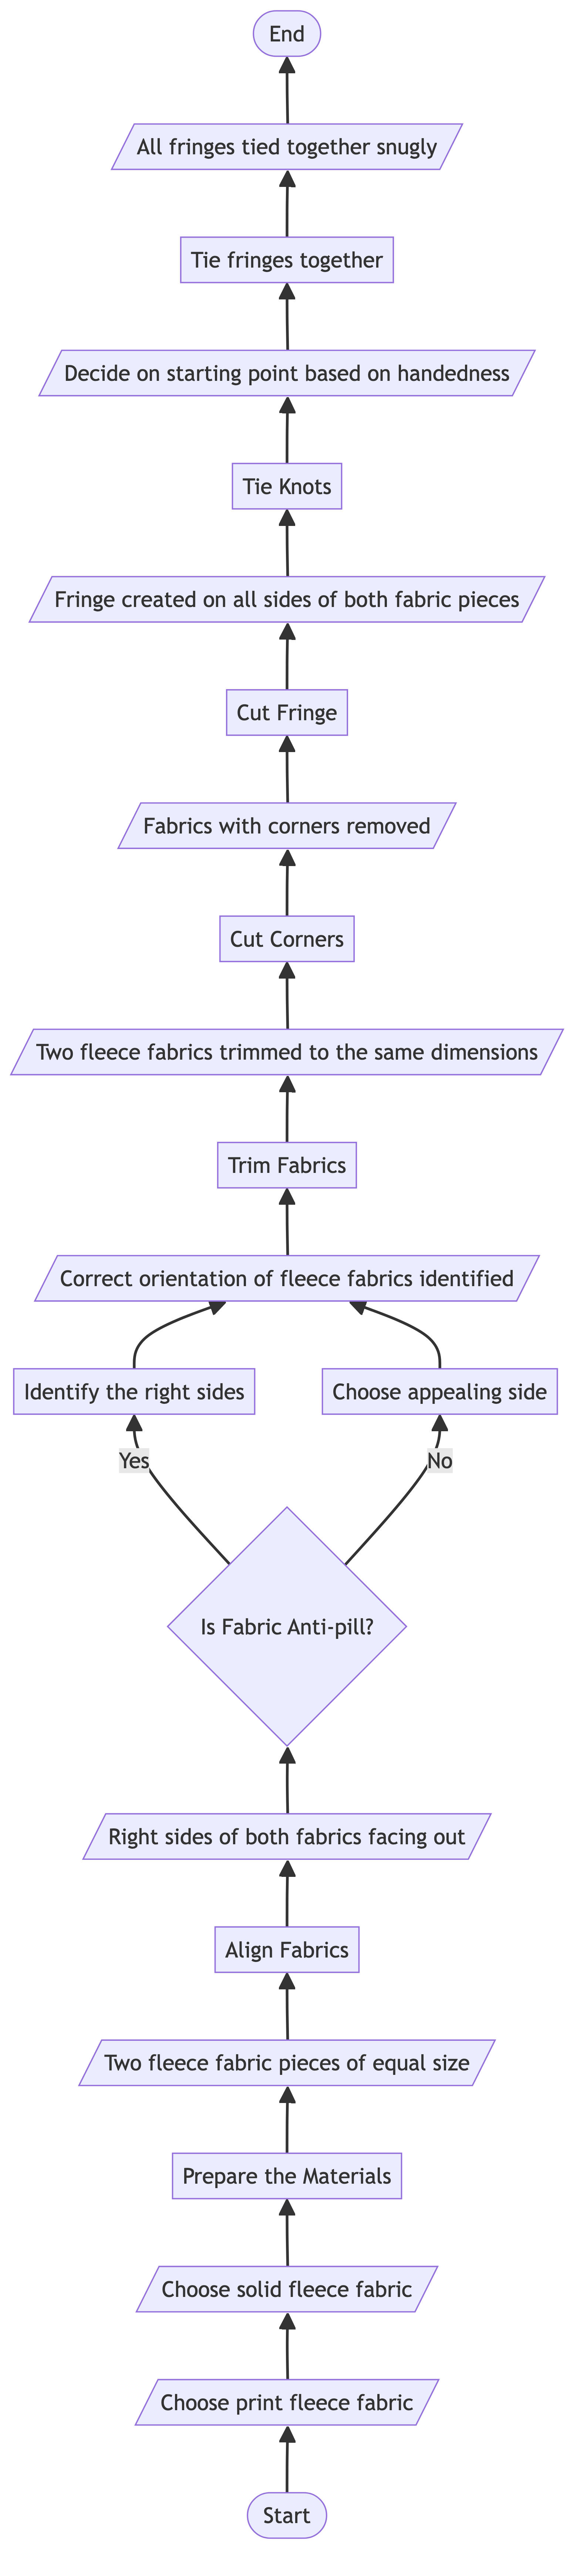 End
All fringes tied together snugly
Tie fringes together
Decide on starting point based on handedness
Tie Knots
Fringe created on all sides of both fabric pieces
Cut Fringe
Fabrics with corners removed
Cut Corners
Two fleece fabrics trimmed to the same dimensions
Trim Fabrics
Correct orientation of fleece fabrics identified
Identify the right sides
Choose appealing side
Yes
No
Is Fabric Anti-pill?
Right sides of both fabrics facing out
Align Fabrics
Two fleece fabric pieces of equal size
Prepare the Materials
Choose solid fleece fabric
Choose print fleece fabric
Start